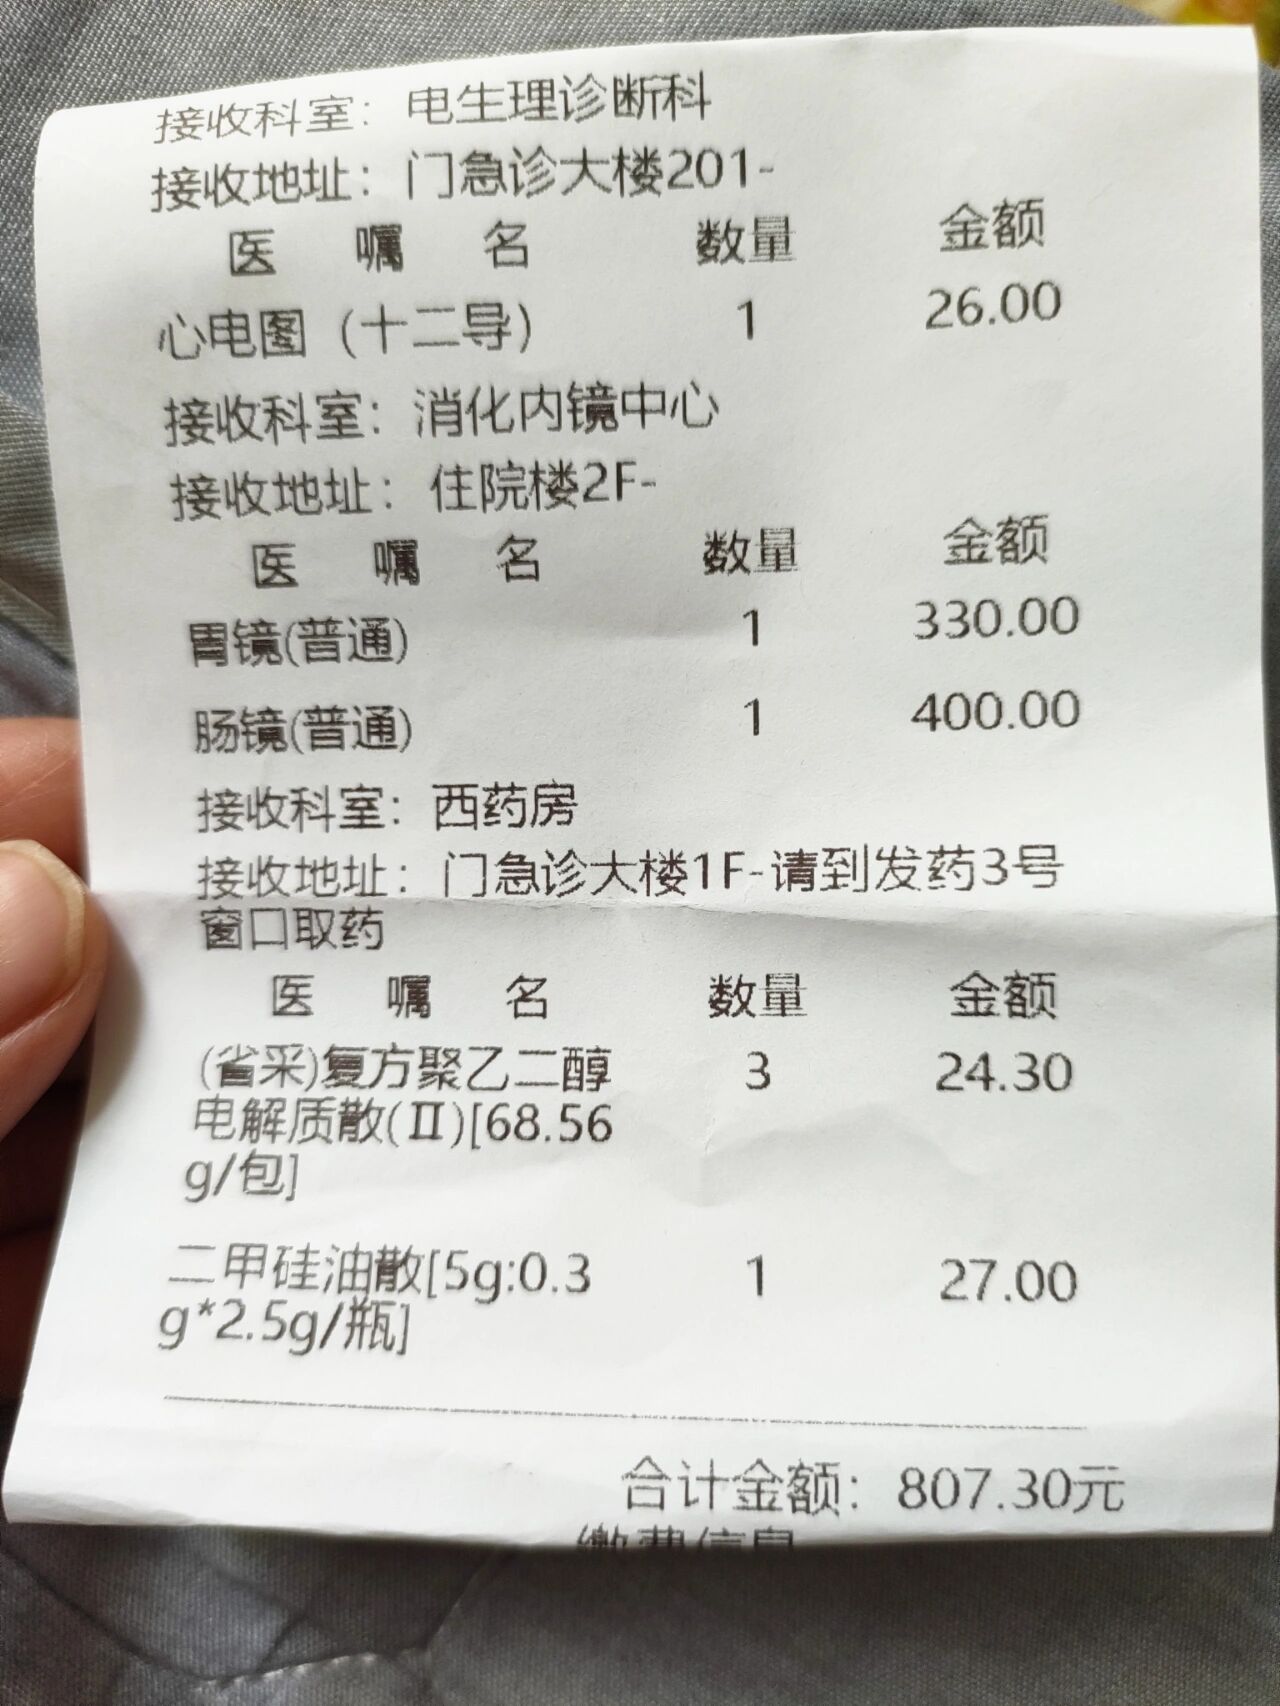 接收科室：电生理诊断科
接收地址：门急诊大楼201-
医 嘱 名 数量 金额
心电图（十二导） 1 26.00
接收科室：消化内镜中心
接收地址：住院楼2F-
医 嘱 名 数量 金额
胃镜(普通) 1 330.00
肠镜(普通) 1 400.00
接收科室：西药房
接收地址：门急诊大楼1F-请到发药3号
窗口取药
医 嘱 名 数量 金额
(省采)复方聚乙二醇 3 24.30
电解质散(Ⅱ)[68.56
g/包]
二甲硅油散[5g:0.3 1 27.00
g*2.5g/瓶]
合计金额：807.30元
缴费信息